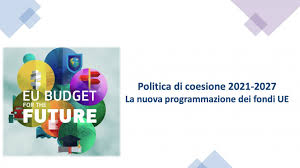 EU BUDGET
FOR THE
FUTURE
Politica di coesione 2021-2027
La nuova programmazione dei fondi UE